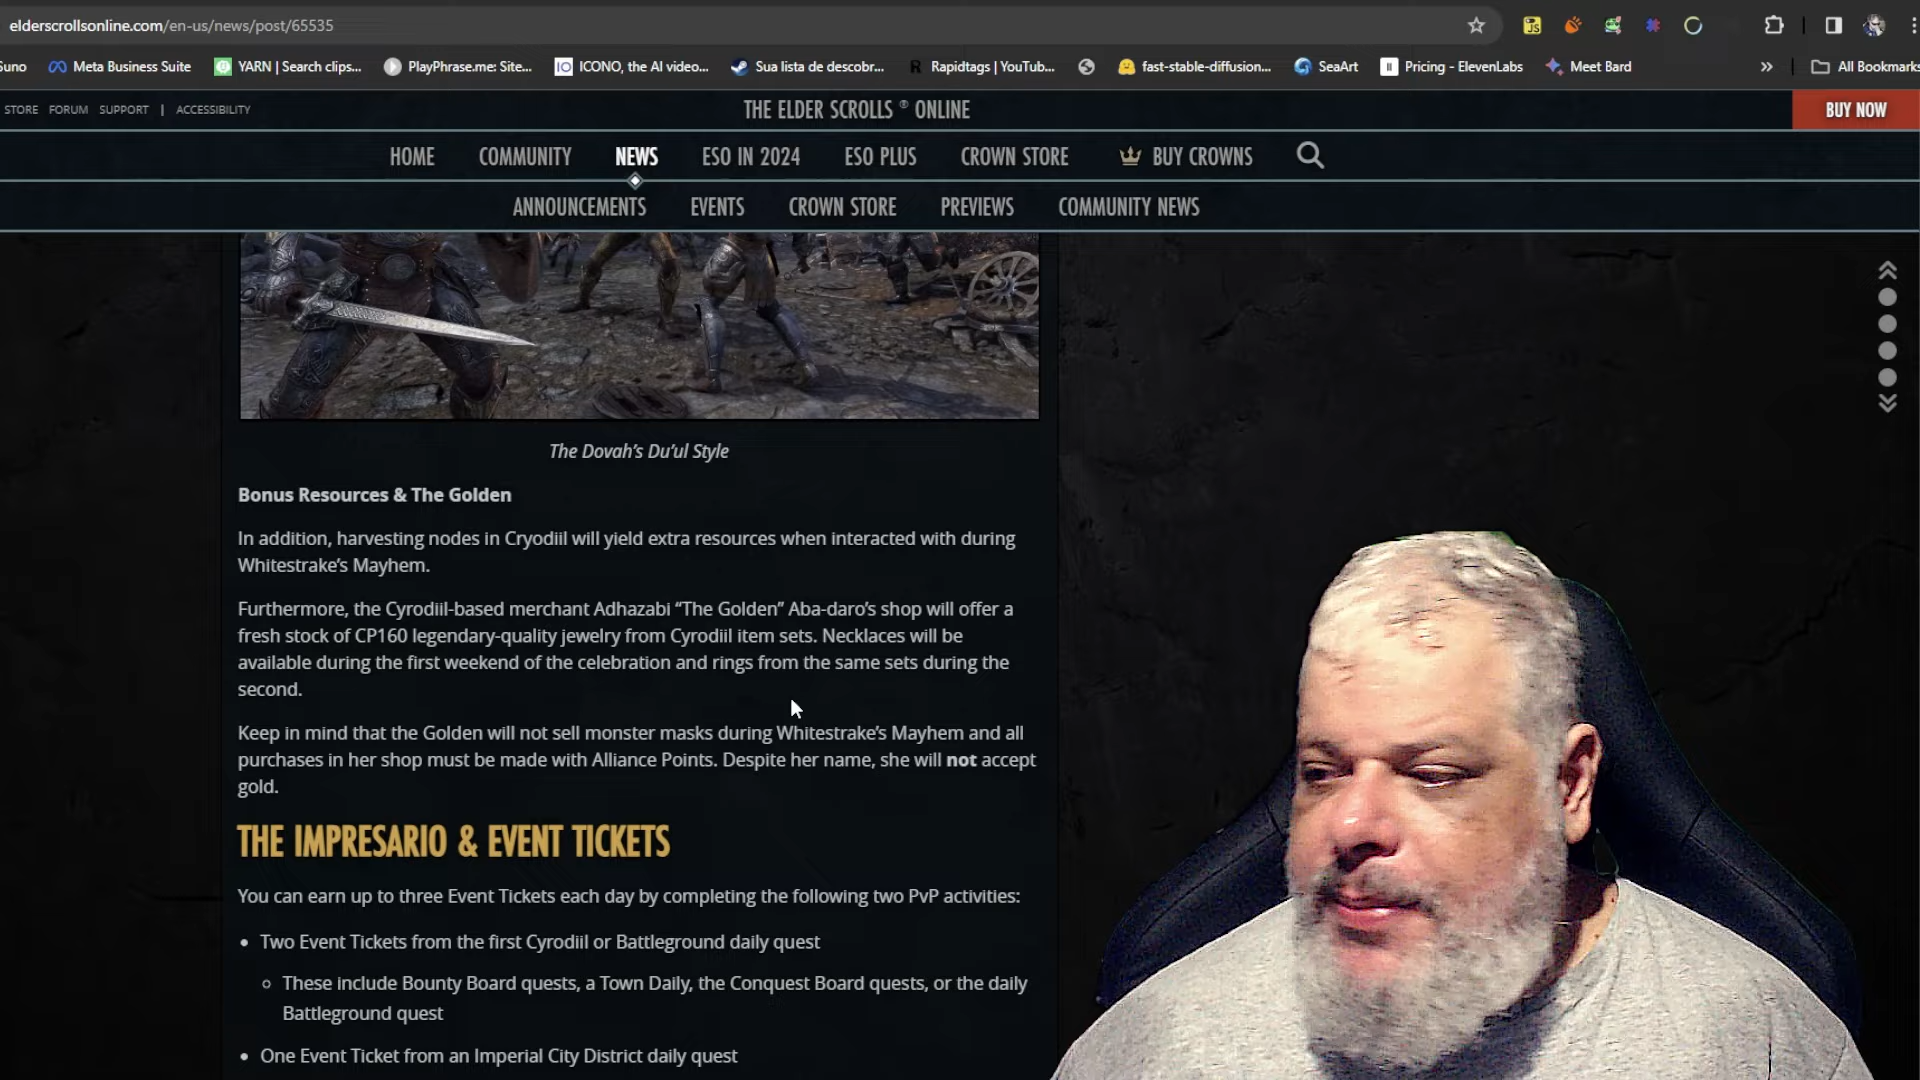 elderscrollsonline.com/en-us/news/post/65535
Suno Meta Business Suite YARN | Search clips... PlayPhrase.me: Site... ICONO, the AI video... Sua lista de descobr... Rapidtags | YouTub... fast-stable-diffusion... SeaArt Pricing - ElevenLabs Meet Bard All Bookmarks
STORE FORUM SUPPORT | ACCESSIBILITY THE ELDER SCROLLS ® ONLINE BUY NOW
HOME COMMUNITY NEWS ESO IN 2024 ESO PLUS CROWN STORE BUY CROWNS
ANNOUNCEMENTS EVENTS CROWN STORE PREVIEWS COMMUNITY NEWS
The Dovah's Du'ul Style
Bonus Resources & The Golden
In addition, harvesting nodes in Cryodiil will yield extra resources when interacted with during
Whitestrake's Mayhem.
Furthermore, the Cyrodiil-based merchant Adhazabi “The Golden” Aba-daro's shop will offer a
fresh stock of CP160 legendary-quality jewelry from Cyrodiil item sets. Necklaces will be
available during the first weekend of the celebration and rings from the same sets during the
second.
Keep in mind that the Golden will not sell monster masks during Whitestrake's Mayhem and all
purchases in her shop must be made with Alliance Points. Despite her name, she will not accept
gold.
THE IMPRESARIO & EVENT TICKETS
You can earn up to three Event Tickets each day by completing the following two PvP activities:
• Two Event Tickets from the first Cyrodiil or Battleground daily quest
○ These include Bounty Board quests, a Town Daily, the Conquest Board quests, or the daily
Battleground quest
• One Event Ticket from an Imperial City District daily quest